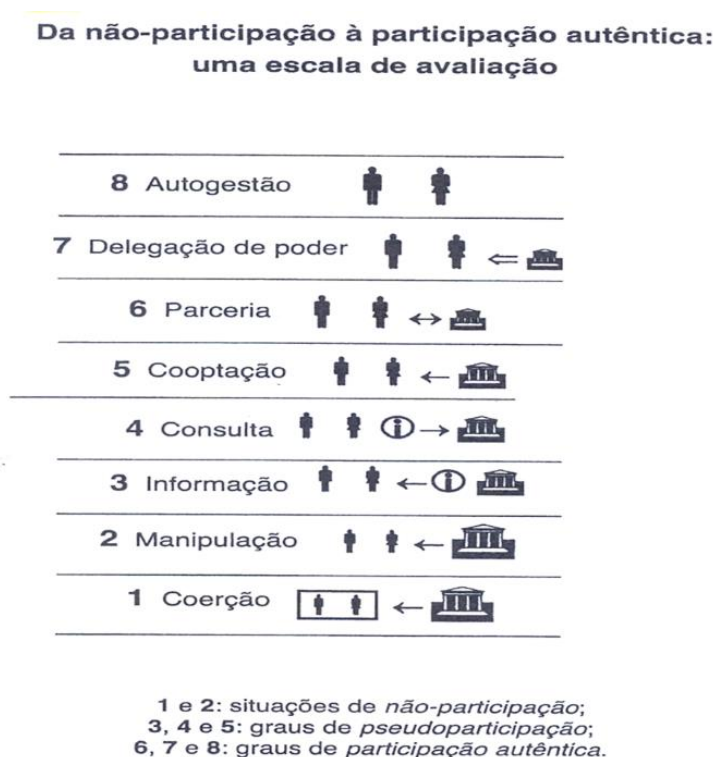 Da não-participação à participação autêntica:
uma escala de avaliação
8 Autogestão
7 Delegação de poder
6 Parceria
5 Cooptação
4 Consulta
3 Informação
2 Manipulação
1 Coerção
1 e 2: situações de não-participação;
3, 4 e 5: graus de pseudoparticipação;
6, 7 e 8: graus de participação autêntica.